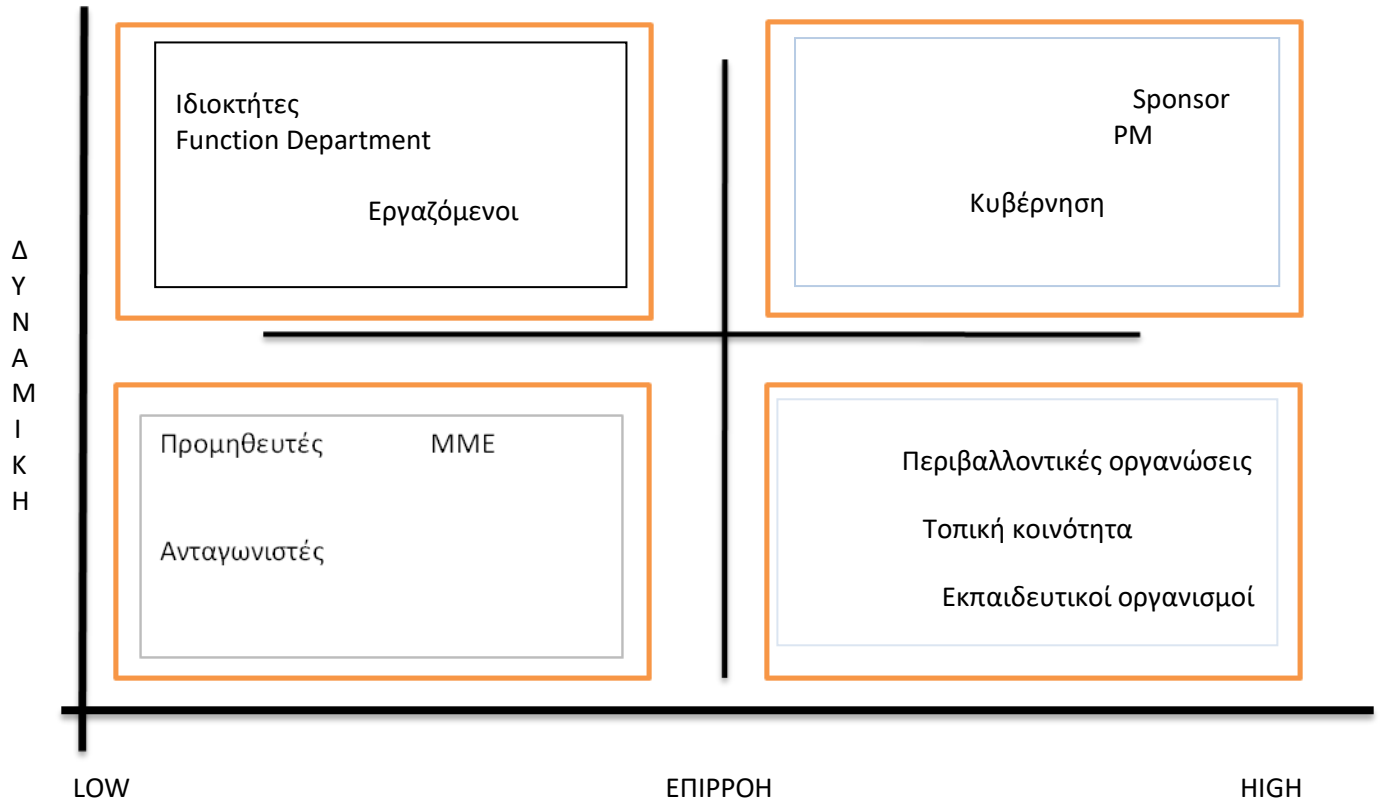 Ιδιοκτήτες
Function Department
Εργαζόμενοι
Sponsor
PM
Κυβέρνηση
Δ
Υ
Ν
Α
Μ
Ι
Κ
Η
Προμηθευτές ΜΜΕ
Ανταγωνιστές
Περιβαλλοντικές οργανώσεις
Τοπική κοινότητα
Εκπαιδευτικοί οργανισμοί
LOW ΕΠΙΡΡΟΗ HIGH